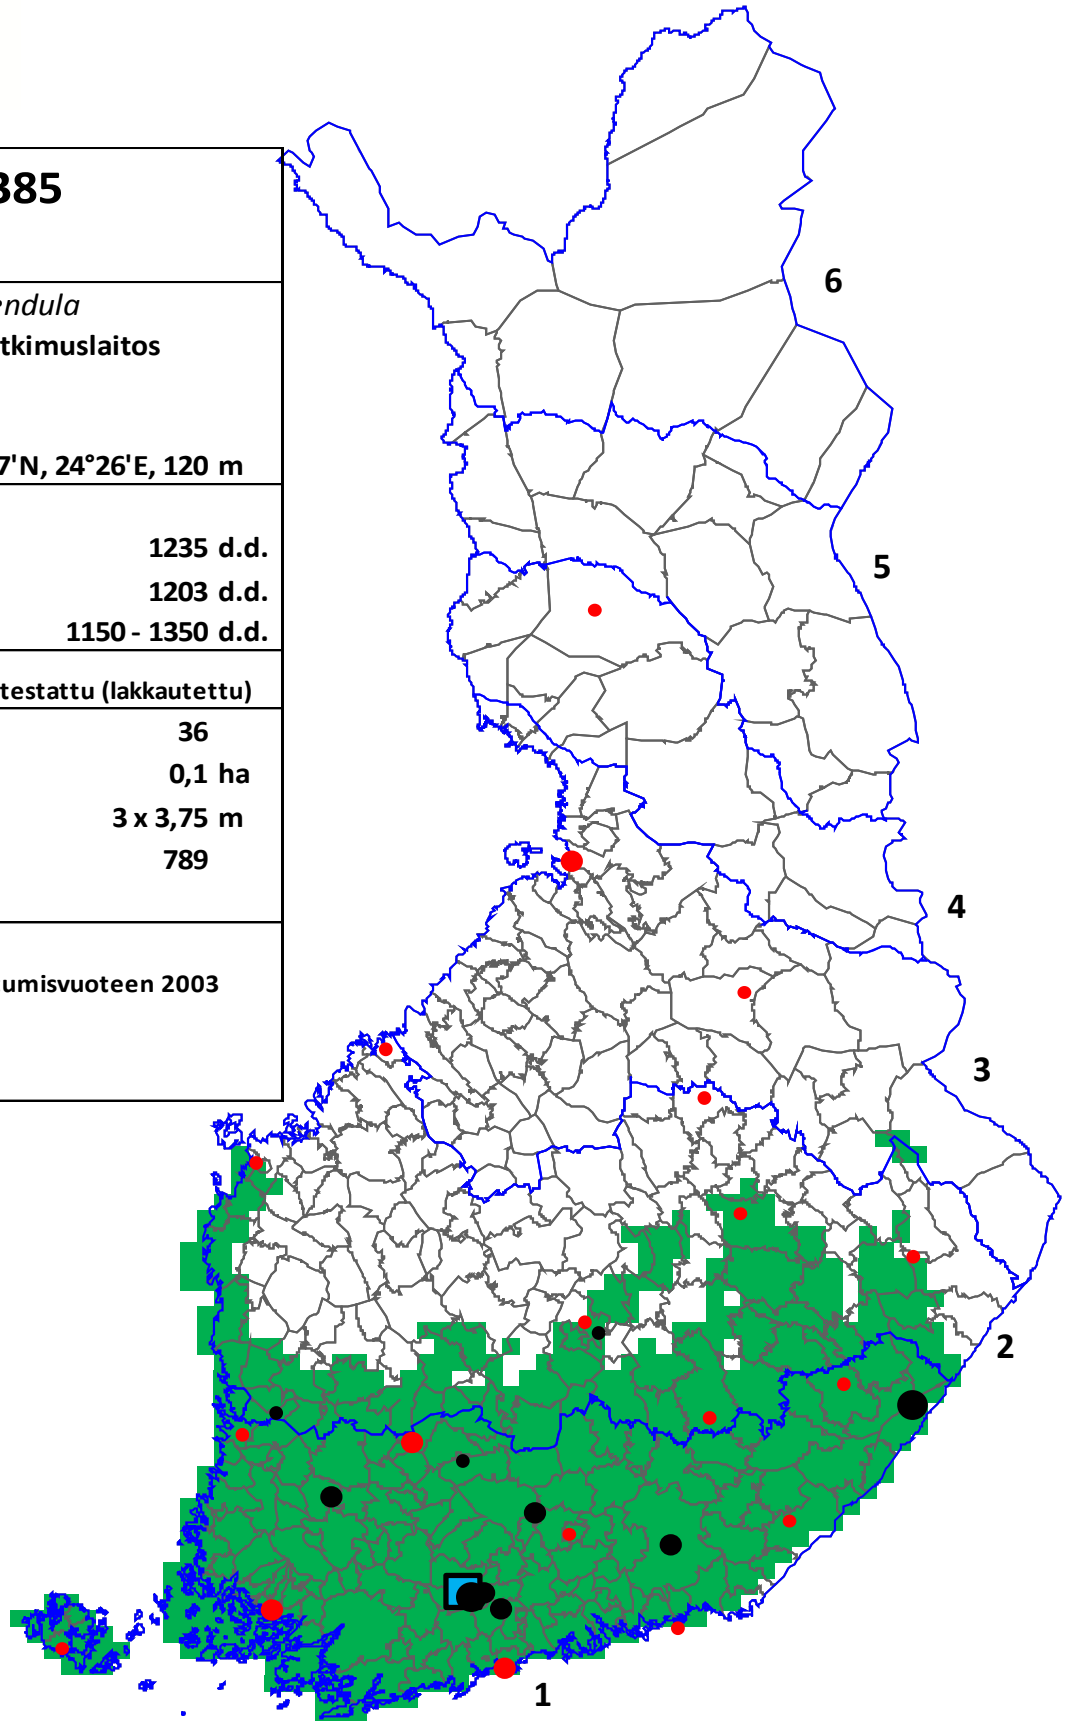 385
endula
tkimuslaitos
7'N, 24°26'E, 120 m
1235 d.d.
1203 d.d.
1150 - 1350 d.d.
testattu (lakkautettu)
36
0,1 ha
3 x 3,75 m
789
umisvuoteen 2003
6
5
4
3
2
1